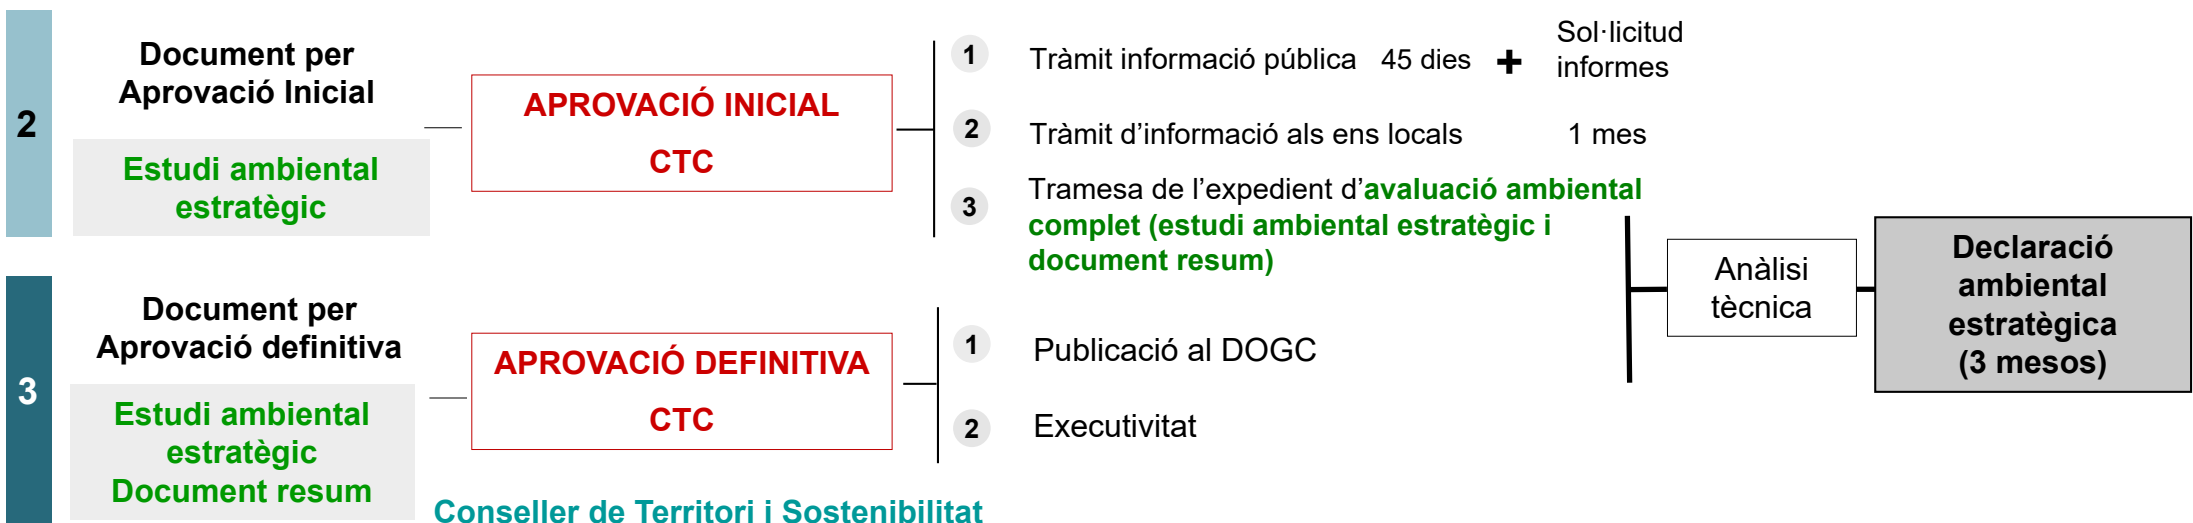 2
Document per
Aprovació Inicial
Estudi ambiental
estratègic
APROVACIÓ INICIAL
CTC
1
Tràmit informació pública 45 dies + Sol·licitud
informes
2
Tràmit d’informació als ens locals 1 mes
3
Tramesa de l’expedient d’avaluació ambiental
complet (estudi ambiental estratègic i
document resum)
Anàlisi
tècnica
Declaració
ambiental
estratègica
(3 mesos)
3
Document per
Aprovació definitiva
Estudi ambiental
estratègic
Document resum
APROVACIÓ DEFINITIVA
CTC
1
Publicació al DOGC
2
Executivitat
Conseller de Territori i Sostenibilitat